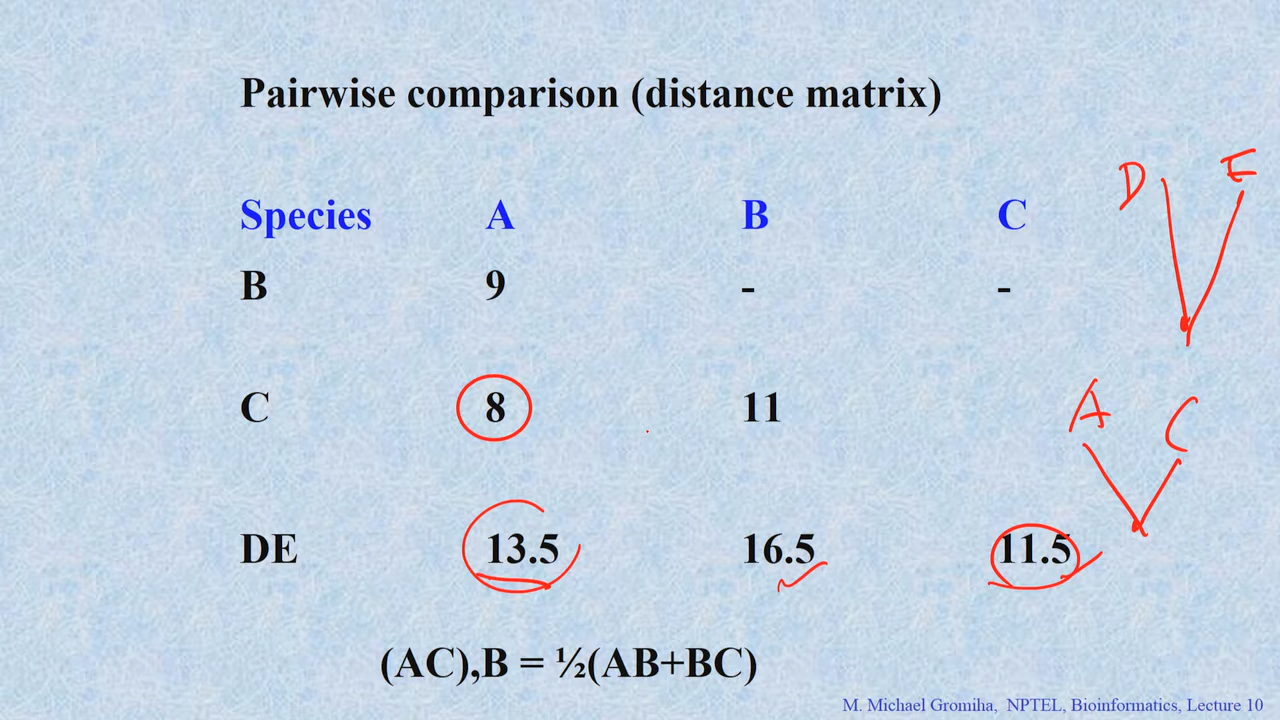 Pairwise comparison (distance matrix)
Species A B C
B 9 - -
C 8 11
DE 13.5 16.5 11.5
(AC),B = ½(AB+BC)
D E
A C
M. Michael Gromiha, NPTEL, Bioinformatics, Lecture 10